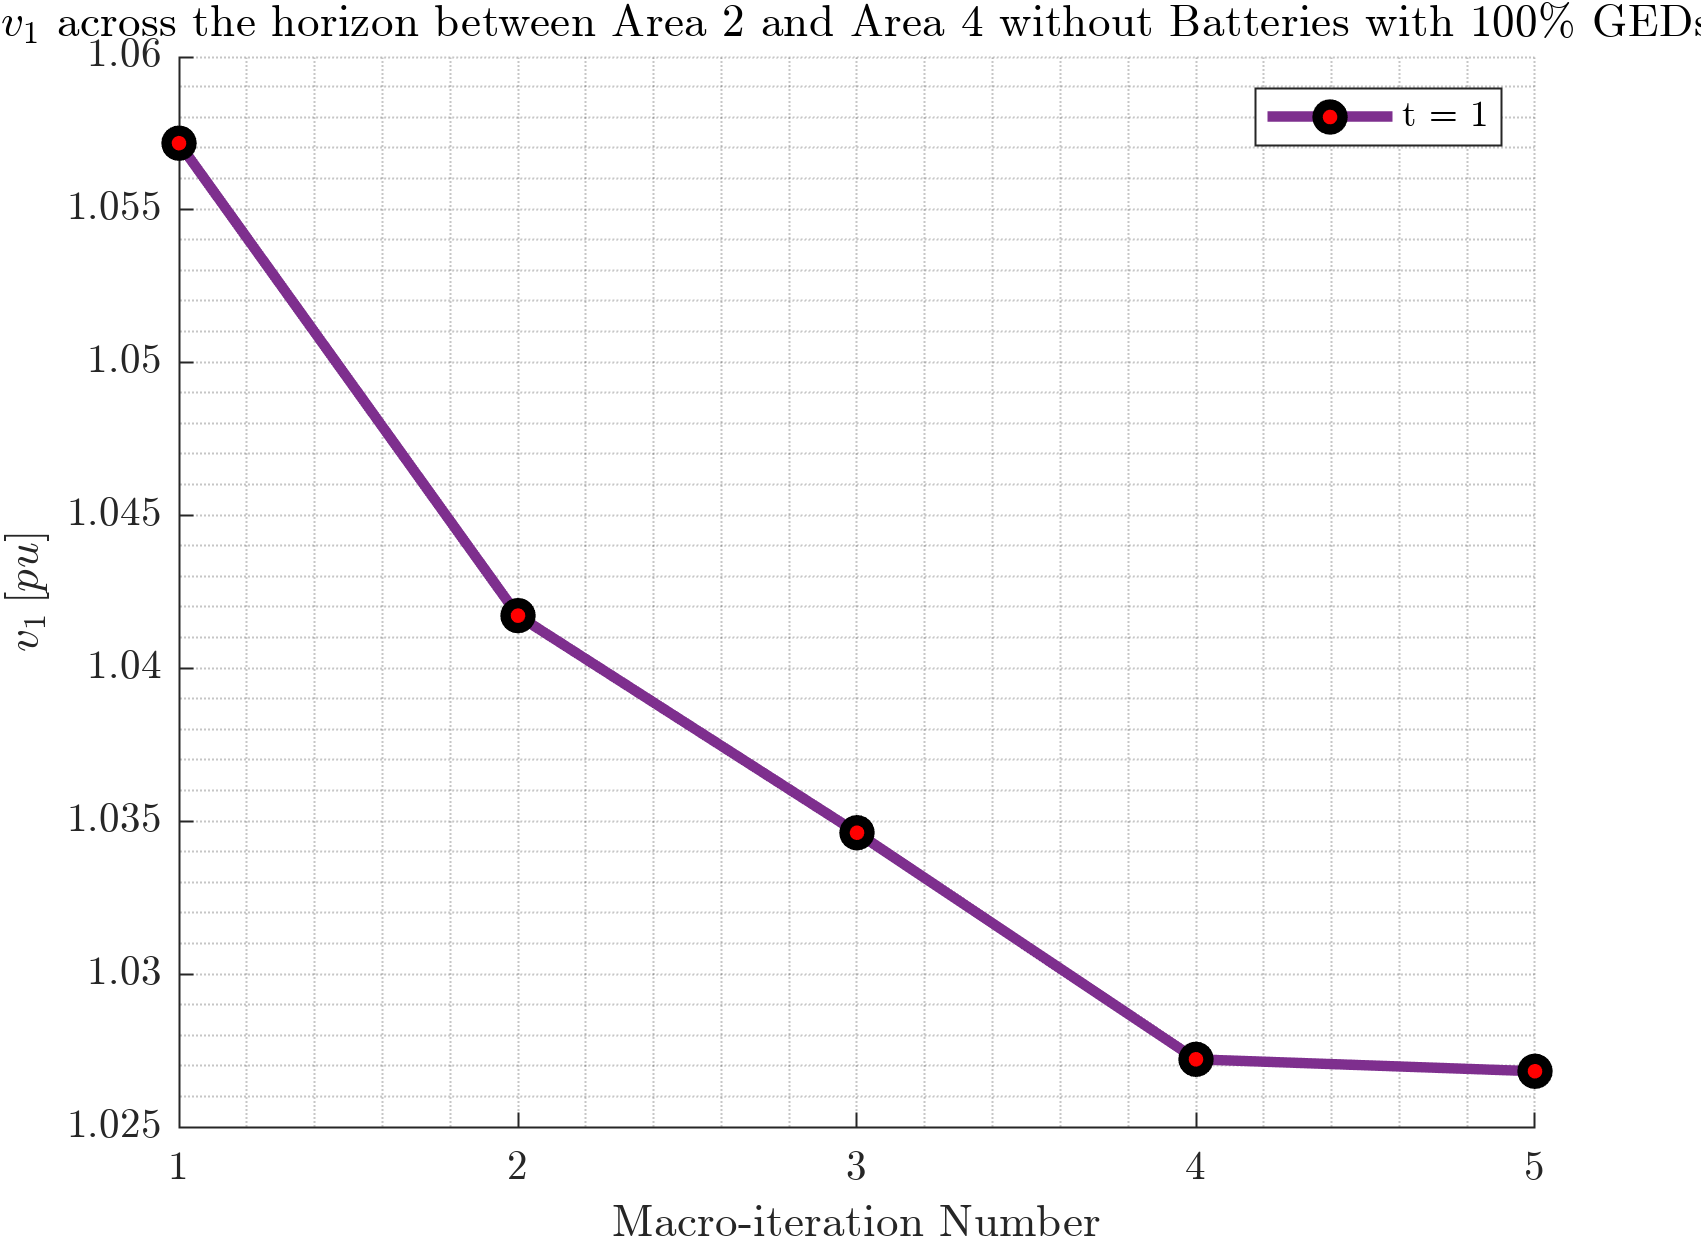 v₁ across the horizon between Area 2 and Area 4 without Batteries with 100% GEDs
1.06
1.055
1.05
1.045
1.04
1.035
1.03
1.025
v₁ [pu]
t = 1
1 2 3 4 5
Macro-iteration Number